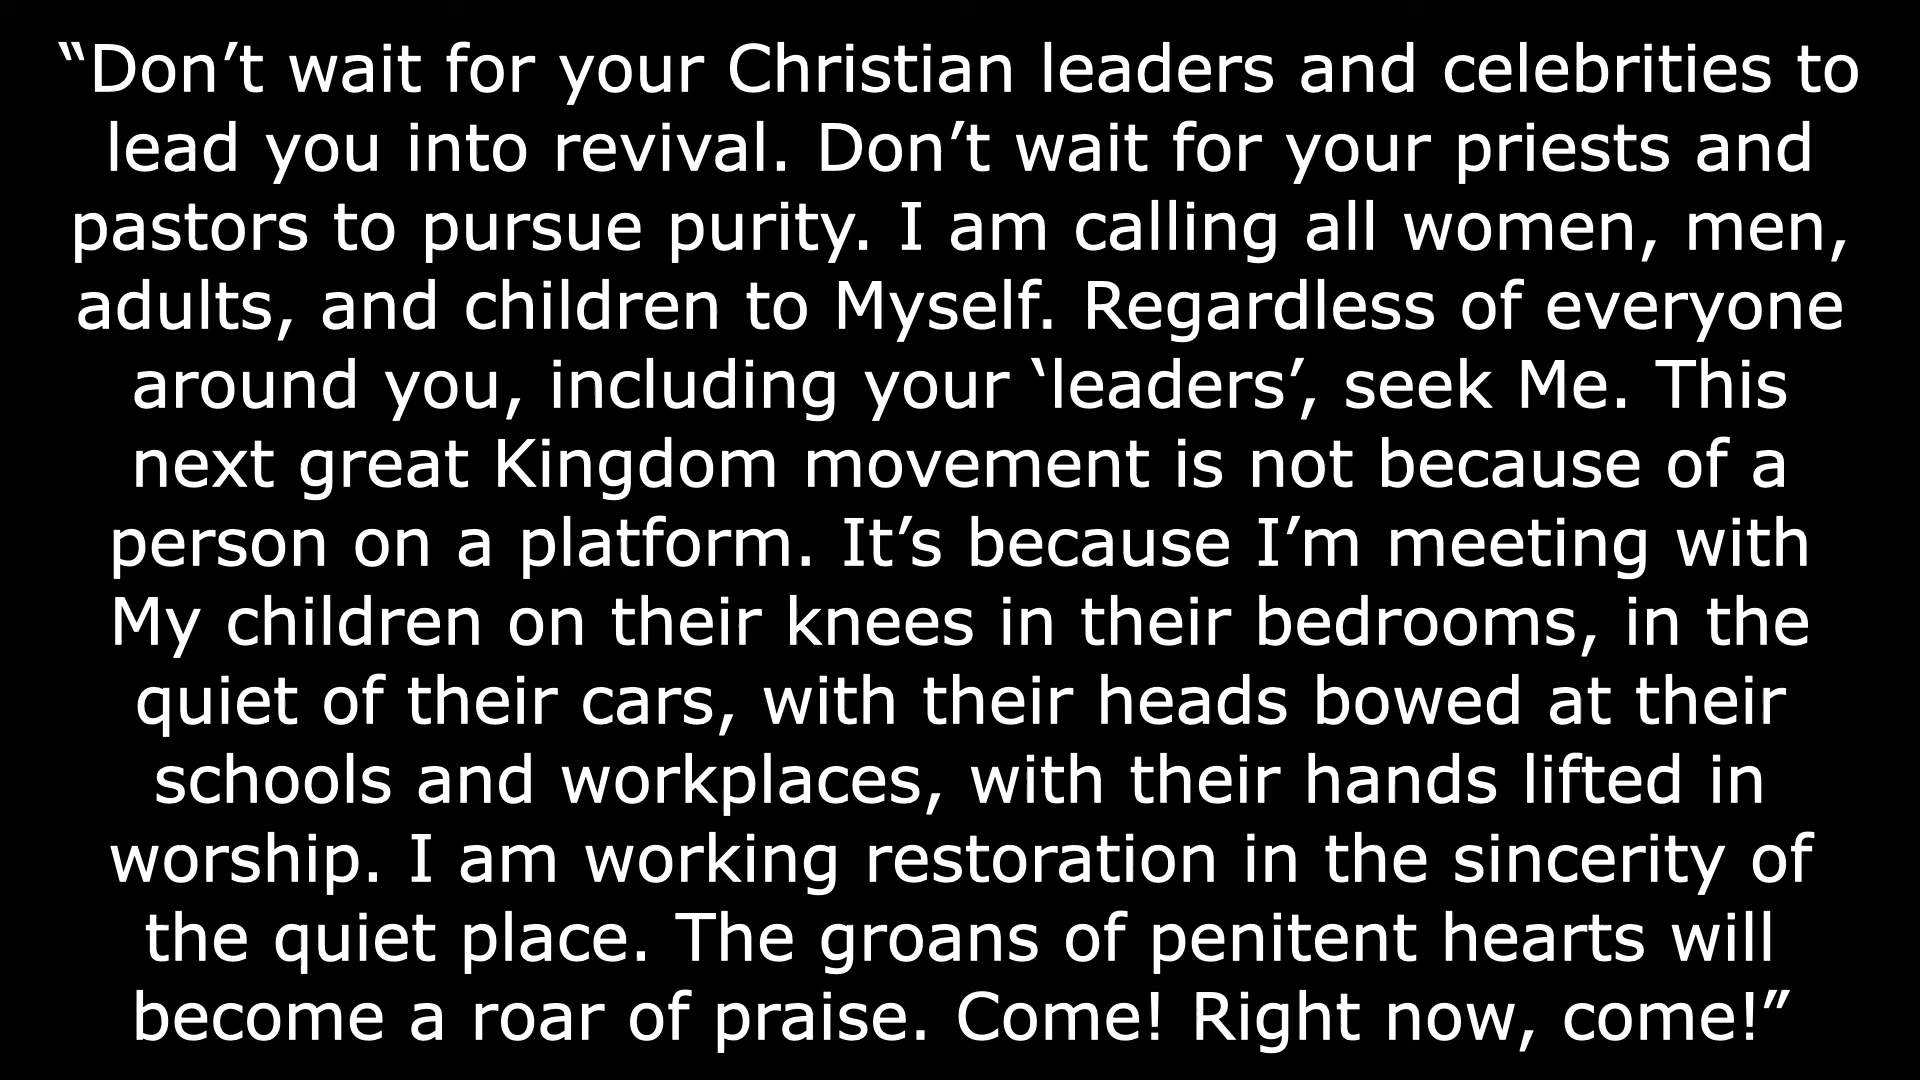 “Don’t wait for your Christian leaders and celebrities to
lead you into revival. Don’t wait for your priests and
pastors to pursue purity. I am calling all women, men,
adults, and children to Myself. Regardless of everyone
around you, including your ‘leaders’, seek Me. This
next great Kingdom movement is not because of a
person on a platform. It’s because I’m meeting with
My children on their knees in their bedrooms, in the
quiet of their cars, with their heads bowed at their
schools and workplaces, with their hands lifted in
worship. I am working restoration in the sincerity of
the quiet place. The groans of penitent hearts will
become a roar of praise. Come! Right now, come!”